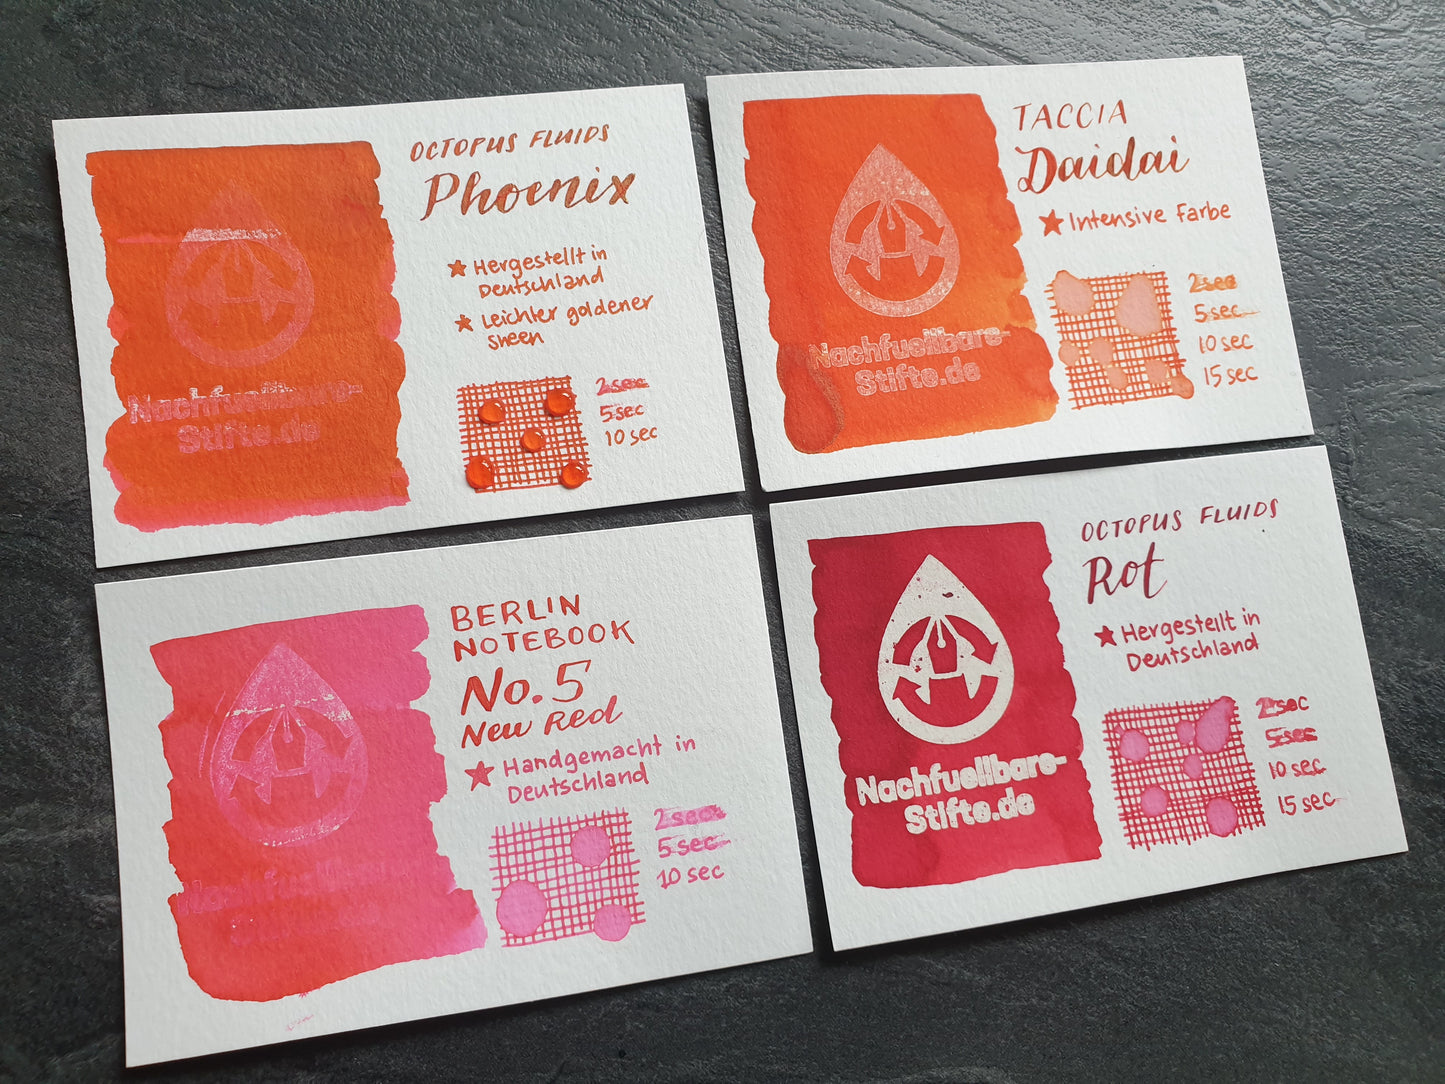 OCTOPUS FLUIDS
Phoenix
★ Hergestellt in
Deutschland
★ Leichter goldener
Sheen
2sec
5sec
10 sec
Nachfuellbare-
Stifte.de
TACCIA
Daidai
★ Intensive Farbe
2sec
5sec
10 sec
15 sec
Nachfuellbare-
Stifte.de
BERLIN
NOTEBOOK
No.5
New Red
★ Handgemacht in
Deutschland
2sec
5sec
10 sec
OCTOPUS FLUIDS
Rot
★ Hergestellt in
Deutschland
2sec
5sec
10 sec
15 sec
Nachfuellbare-
Stifte.de